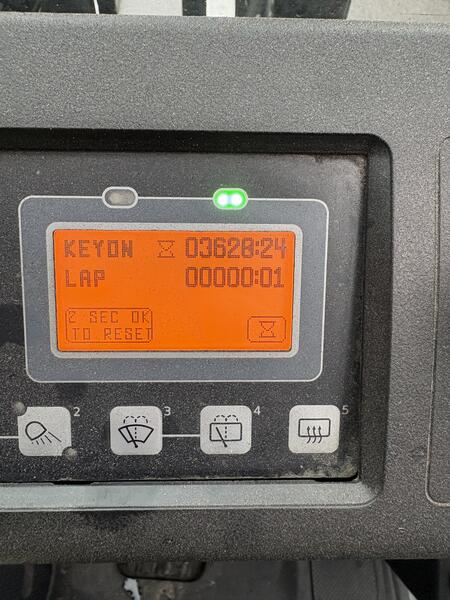 KEYON 03628:24
LAP 00000:01
2 SEC OK
TO RESET
2 3 4 5